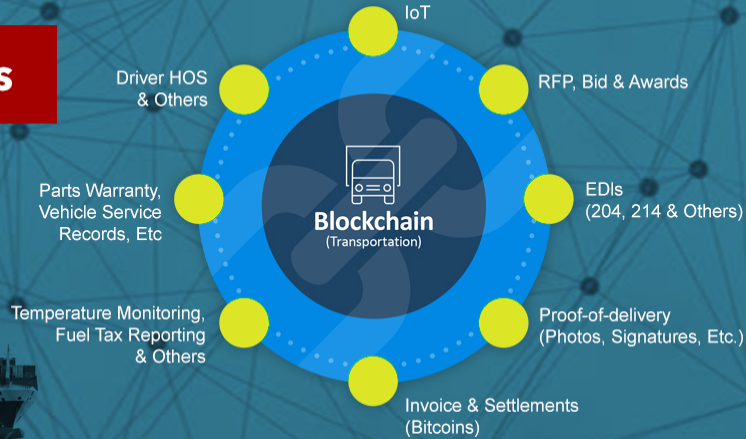 s
IoT
RFP, Bid & Awards
EDIs
(204, 214 & Others)
Proof-of-delivery
(Photos, Signatures, Etc.)
Invoice & Settlements
(Bitcoins)
Temperature Monitoring,
Fuel Tax Reporting
& Others
Parts Warranty,
Vehicle Service
Records, Etc
Driver HOS
& Others
Blockchain
(Transportation)